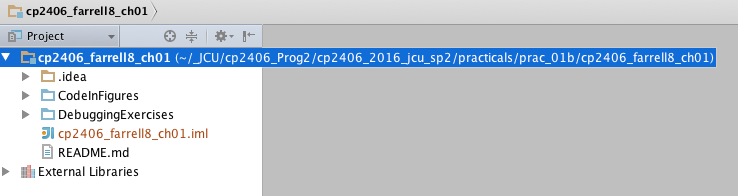 cp2406_farrell8_ch01
Project
cp2406_farrell8_ch01 (~/_JCU/cp2406_Prog2/cp2406_2016_jcu_sp2/practicals/prac_01b/cp2406_farrell8_ch01)
.idea
CodeInFigures
DebuggingExercises
cp2406_farrell8_ch01.iml
README.md
External Libraries